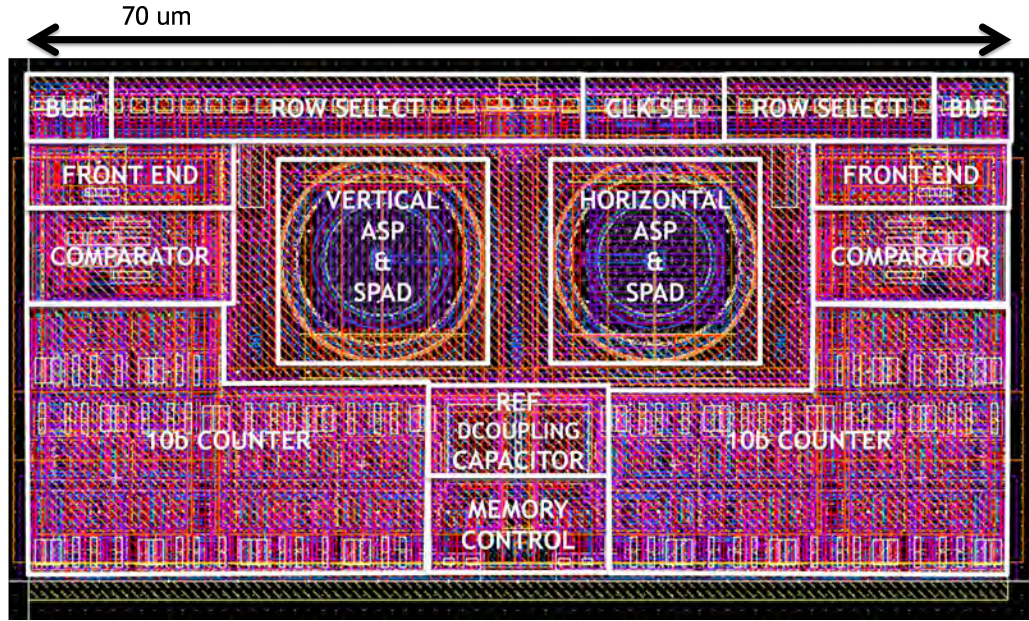 70 um
BUF
ROW SELECT
CLK SEL
ROW SELECT
BUF
FRONT END
FRONT END
COMPARATOR
COMPARATOR
VERTICAL
ASP
&
SPAD
HORIZONTAL
ASP
&
SPAD
10b COUNTER
REF
DCOUPLING
CAPACITOR
10b COUNTER
MEMORY
CONTROL